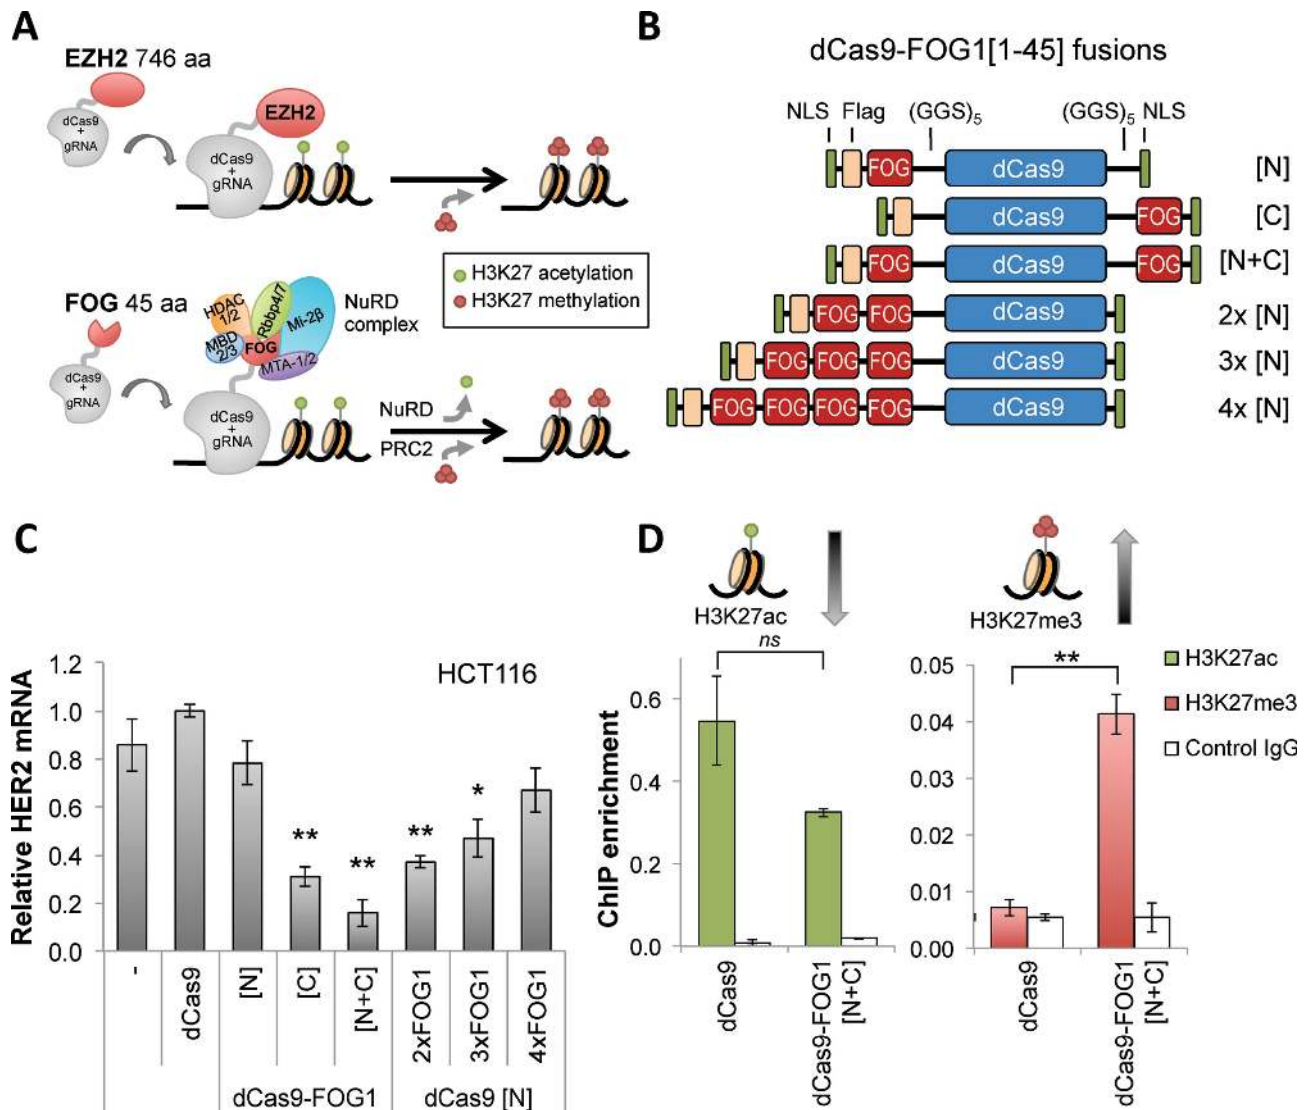 A
EZH2 746 aa
dCas9
+
gRNA
EZH2
dCas9
+
gRNA
H3K27 acetylation
H3K27 methylation
FOG 45 aa
HDAC
1/2
Rbbp4/7
Mi-2β
MBD
2/3
FOG
MTA-1/2
NuRD
complex
dCas9
+
gRNA
dCas9
+
gRNA
NuRD
PRC2
B
dCas9-FOG1[1-45] fusions
NLS Flag (GGS)5 (GGS)5 NLS
FOG dCas9 [N]
dCas9 FOG [C]
FOG dCas9 FOG [N+C]
FOG FOG dCas9 2x [N]
FOG FOG FOG dCas9 3x [N]
FOG FOG FOG FOG dCas9 4x [N]
C
Relative HER2 mRNA
HCT116
1.2
1.0
0.8
0.6
0.4
0.2
0.0
** ** ** *
- dCas9 [N] [C] [N+C] 2xFOG1 3xFOG1 4xFOG1
dCas9-FOG1 dCas9 [N]
D
H3K27ac
H3K27me3
ChIP enrichment
ns
0.6
0.4
0.2
0.0
dCas9
dCas9-FOG1
[N+C]
**
0.05
0.04
0.03
0.02
0.01
0.00
dCas9
dCas9-FOG1
[N+C]
H3K27ac
H3K27me3
Control IgG